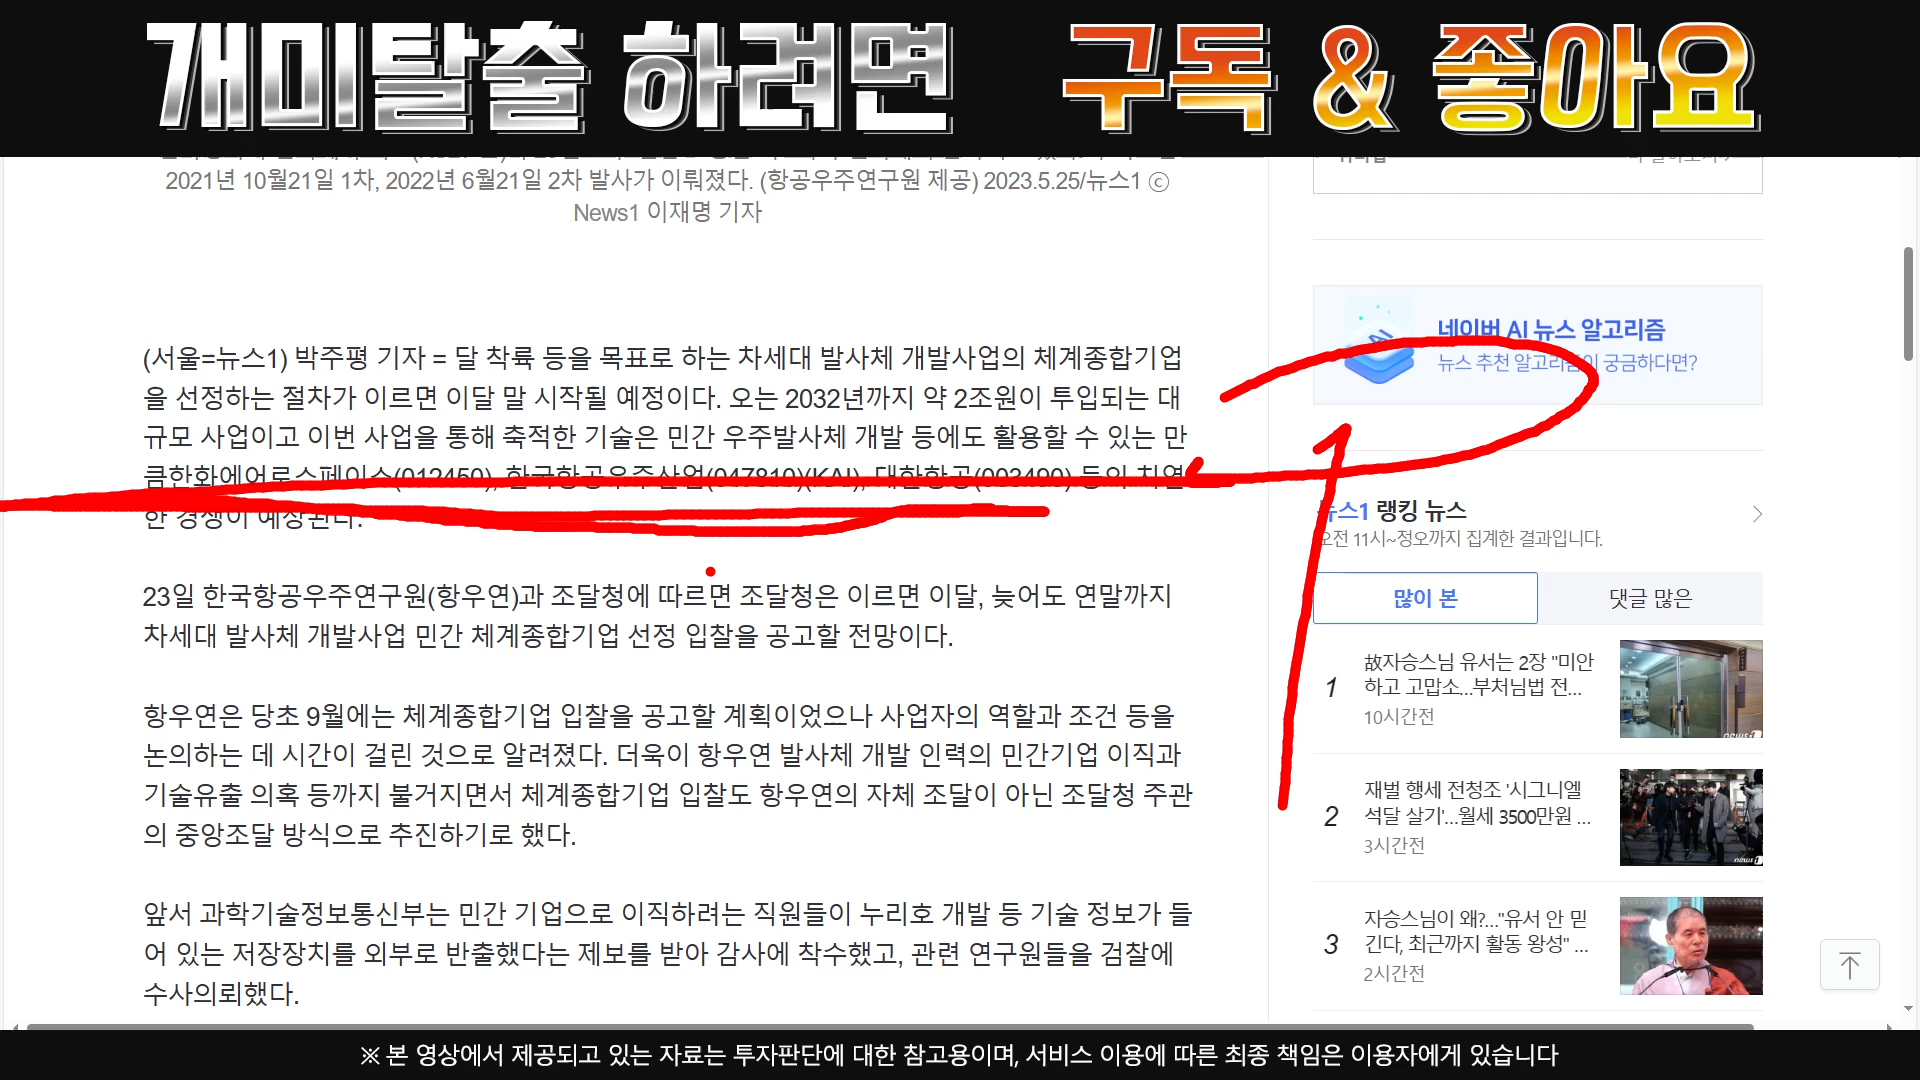 개미탈출 하려면 구독 & 좋아요
2021년 10월21일 1차, 2022년 6월21일 2차 발사가 이뤄졌다. (항공우주연구원 제공) 2023.5.25/뉴스1 ⓒ
News1 이재명 기자
(서울=뉴스1) 박주평 기자 = 달 착륙 등을 목표로 하는 차세대 발사체 개발사업의 체계종합기업
을 선정하는 절차가 이르면 이달 말 시작될 예정이다. 오는 2032년까지 약 2조원이 투입되는 대
규모 사업이고 이번 사업을 통해 축적한 기술은 민간 우주발사체 개발 등에도 활용할 수 있는 만
큼한화에어로스페이스(012450), 한국항공우주산업(047810)(KAI), 대한항공(003490) 등의 치열
한 경쟁이 예상된다.
23일 한국항공우주연구원(항우연)과 조달청에 따르면 조달청은 이르면 이달, 늦어도 연말까지
차세대 발사체 개발사업 민간 체계종합기업 선정 입찰을 공고할 전망이다.
항우연은 당초 9월에는 체계종합기업 입찰을 공고할 계획이었으나 사업자의 역할과 조건 등을
논의하는 데 시간이 걸린 것으로 알려졌다. 더욱이 항우연 발사체 개발 인력의 민간기업 이직과
기술유출 의혹 등까지 불거지면서 체계종합기업 입찰도 항우연의 자체 조달이 아닌 조달청 주관
의 중앙조달 방식으로 추진하기로 했다.
앞서 과학기술정보통신부는 민간 기업으로 이직하려는 직원들이 누리호 개발 등 기술 정보가 들
어 있는 저장장치를 외부로 반출했다는 제보를 받아 감사에 착수했고, 관련 연구원들을 검찰에
수사의뢰했다.
네이버 AI 뉴스 알고리즘
뉴스 추천 알고리즘이 궁금하다면?
뉴스1 랭킹 뉴스
오전 11시~정오까지 집계한 결과입니다.
많이 본
댓글 많은
1
故자승스님 유서는 2장 "미안
하고 고맙소...부처님법 전...
10시간전
news1
2
재벌 행세 전청조 '시그니엘
석달 살기'...월세 3500만원 ...
3시간전
news1
3
자승스님이 왜?..."유서 안 믿
긴다, 최근까지 활동 왕성" ...
2시간전
※ 본 영상에서 제공되고 있는 자료는 투자판단에 대한 참고용이며, 서비스 이용에 따른 최종 책임은 이용자에게 있습니다